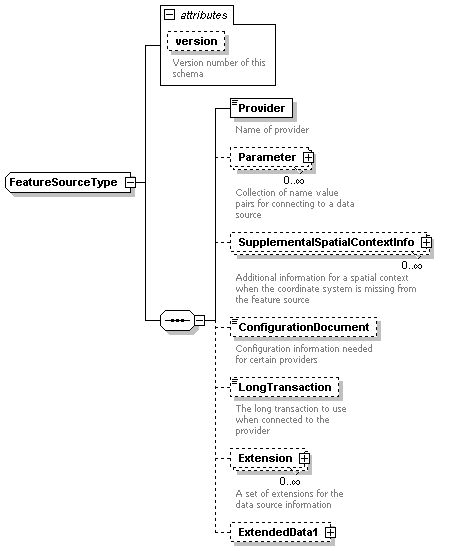 attributes
version
Version number of this
schema
FeatureSourceType
Provider
Name of provider
Parameter
0..∞
Collection of name value
pairs for connecting to a data
source
SupplementalSpatialContextInfo
0..∞
Additional information for a spatial context
when the coordinate system is missing from
the feature source
ConfigurationDocument
Configuration information needed
for certain providers
LongTransaction
The long transaction to use
when connected to the
provider
Extension
0..∞
A set of extensions for the
data source information
ExtendedData1